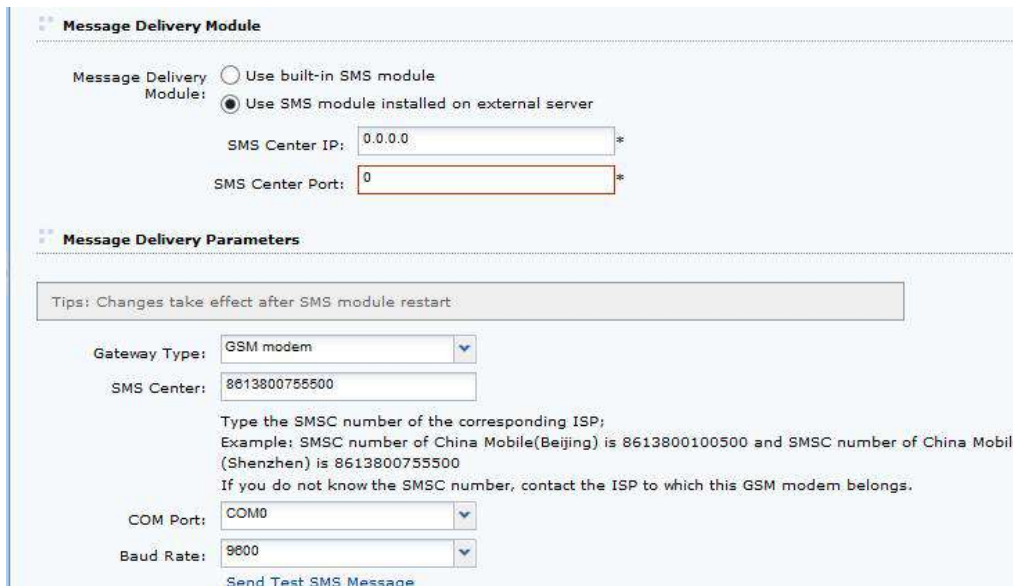 Message Delivery Module
Message Delivery Module:
Use built-in SMS module
Use SMS module installed on external server
SMS Center IP: 0.0.0.0 *
SMS Center Port: 0 *
Message Delivery Parameters
Tips: Changes take effect after SMS module restart
Gateway Type: GSM modem
SMS Center: 8613800755500
Type the SMSC number of the corresponding ISP;
Example: SMSC number of China Mobile(Beijing) is 8613800100500 and SMSC number of China Mobil
(Shenzhen) is 8613800755500
If you do not know the SMSC number, contact the ISP to which this GSM modem belongs.
COM Port: COM0
Baud Rate: 9600
Send Test SMS Message